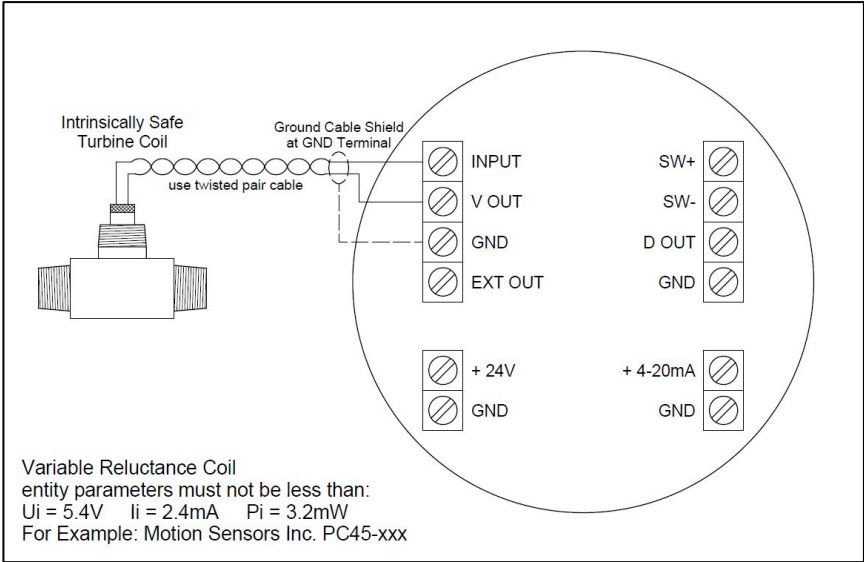 Intrinsically Safe
Turbine Coil
Ground Cable Shield
at GND Terminal
use twisted pair cable
INPUT
V OUT
GND
EXT OUT
SW+
SW-
D OUT
GND
+ 24V
GND
+ 4-20mA
GND
Variable Reluctance Coil
entity parameters must not be less than:
Ui = 5.4V Ii = 2.4mA Pi = 3.2mW
For Example: Motion Sensors Inc. PC45-xxx